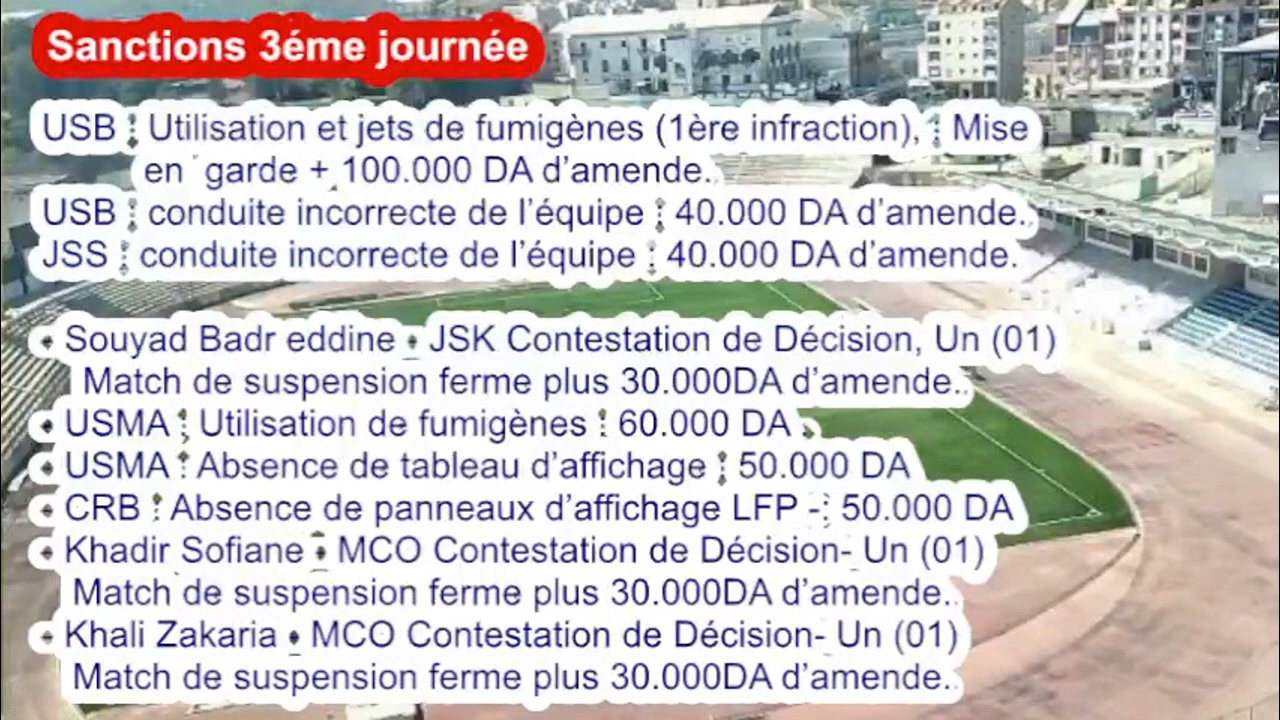 Sanctions 3éme journée
USB : Utilisation et jets de fumigènes (1ère infraction), : Mise
en garde + 100.000 DA d’amende.
USB : conduite incorrecte de l’équipe : 40.000 DA d’amende.
JSS : conduite incorrecte de l’équipe : 40.000 DA d’amende.
• Souyad Badr eddine • JSK Contestation de Décision, Un (01)
Match de suspension ferme plus 30.000DA d’amende.
• USMA : Utilisation de fumigènes : 60.000 DA
• USMA : Absence de tableau d’affichage : 50.000 DA
• CRB : Absence de panneaux d’affichage LFP -: 50.000 DA
• Khadir Sofiane • MCO Contestation de Décision- Un (01)
Match de suspension ferme plus 30.000DA d’amende.
• Khali Zakaria • MCO Contestation de Décision- Un (01)
Match de suspension ferme plus 30.000DA d’amende.